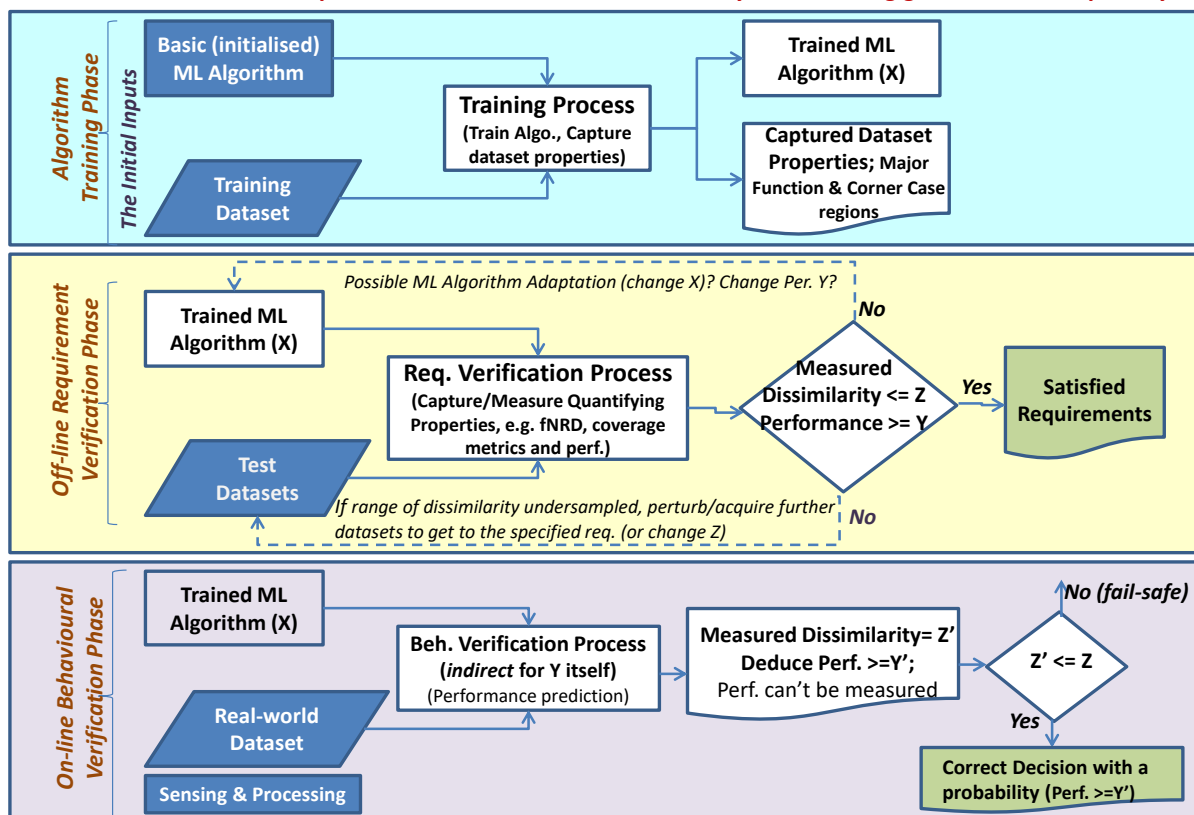 Algorithm
Training Phase
The Initial Inputs
Basic (initialised)
ML Algorithm
Training
Dataset
Training Process
(Train Algo., Capture
dataset properties)
Trained ML
Algorithm (X)
Captured Dataset
Properties; Major
Function & Corner Case
regions
Off-line Requirement
Verification Phase
Possible ML Algorithm Adaptation (change X)? Change Per. Y?
No
Trained ML
Algorithm (X)
Req. Verification Process
(Capture/Measure Quantifying
Properties, e.g. fNRD, coverage
metrics and perf.)
Measured
Dissimilarity <= Z
Performance >= Y
Yes
Satisfied
Requirements
Test
Datasets
If range of dissimilarity undersampled, perturb/acquire further
datasets to get to the specified req. (or change Z)
No
On-line Behavioural
Verification Phase
Trained ML
Algorithm (X)
Real-world
Dataset
Sensing & Processing
Beh. Verification Process
(indirect for Y itself)
(Performance prediction)
Measured Dissimilarity= Z’
Deduce Perf. >=Y’;
Perf. can’t be measured
No (fail-safe)
Z’ <= Z
Yes
Correct Decision with a
probability (Perf. >=Y’)